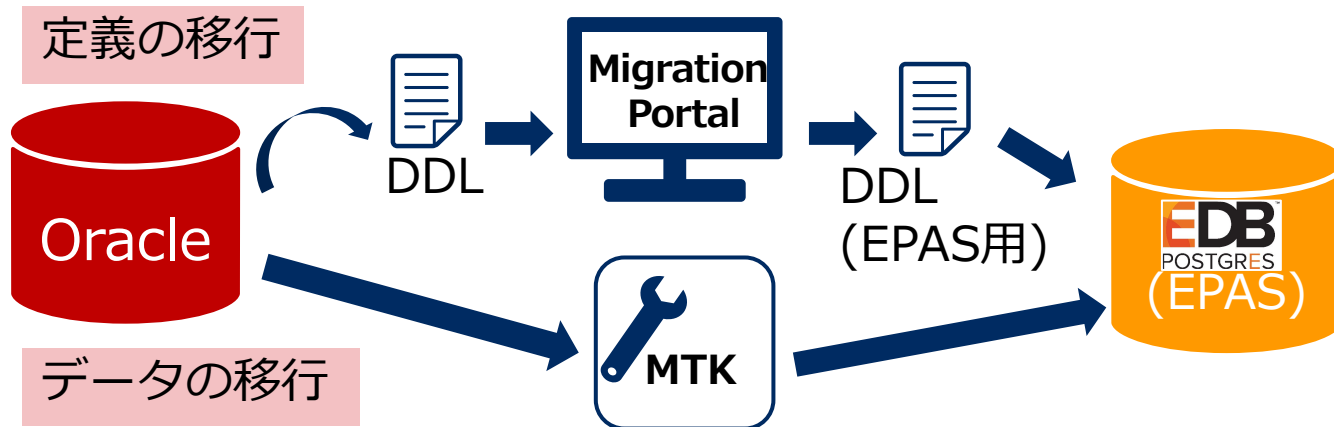 定義の移行
Migration
Portal
DDL
DDL
(EPAS用)
Oracle
EDB
POSTGRES
(EPAS)
MTK
データの移行